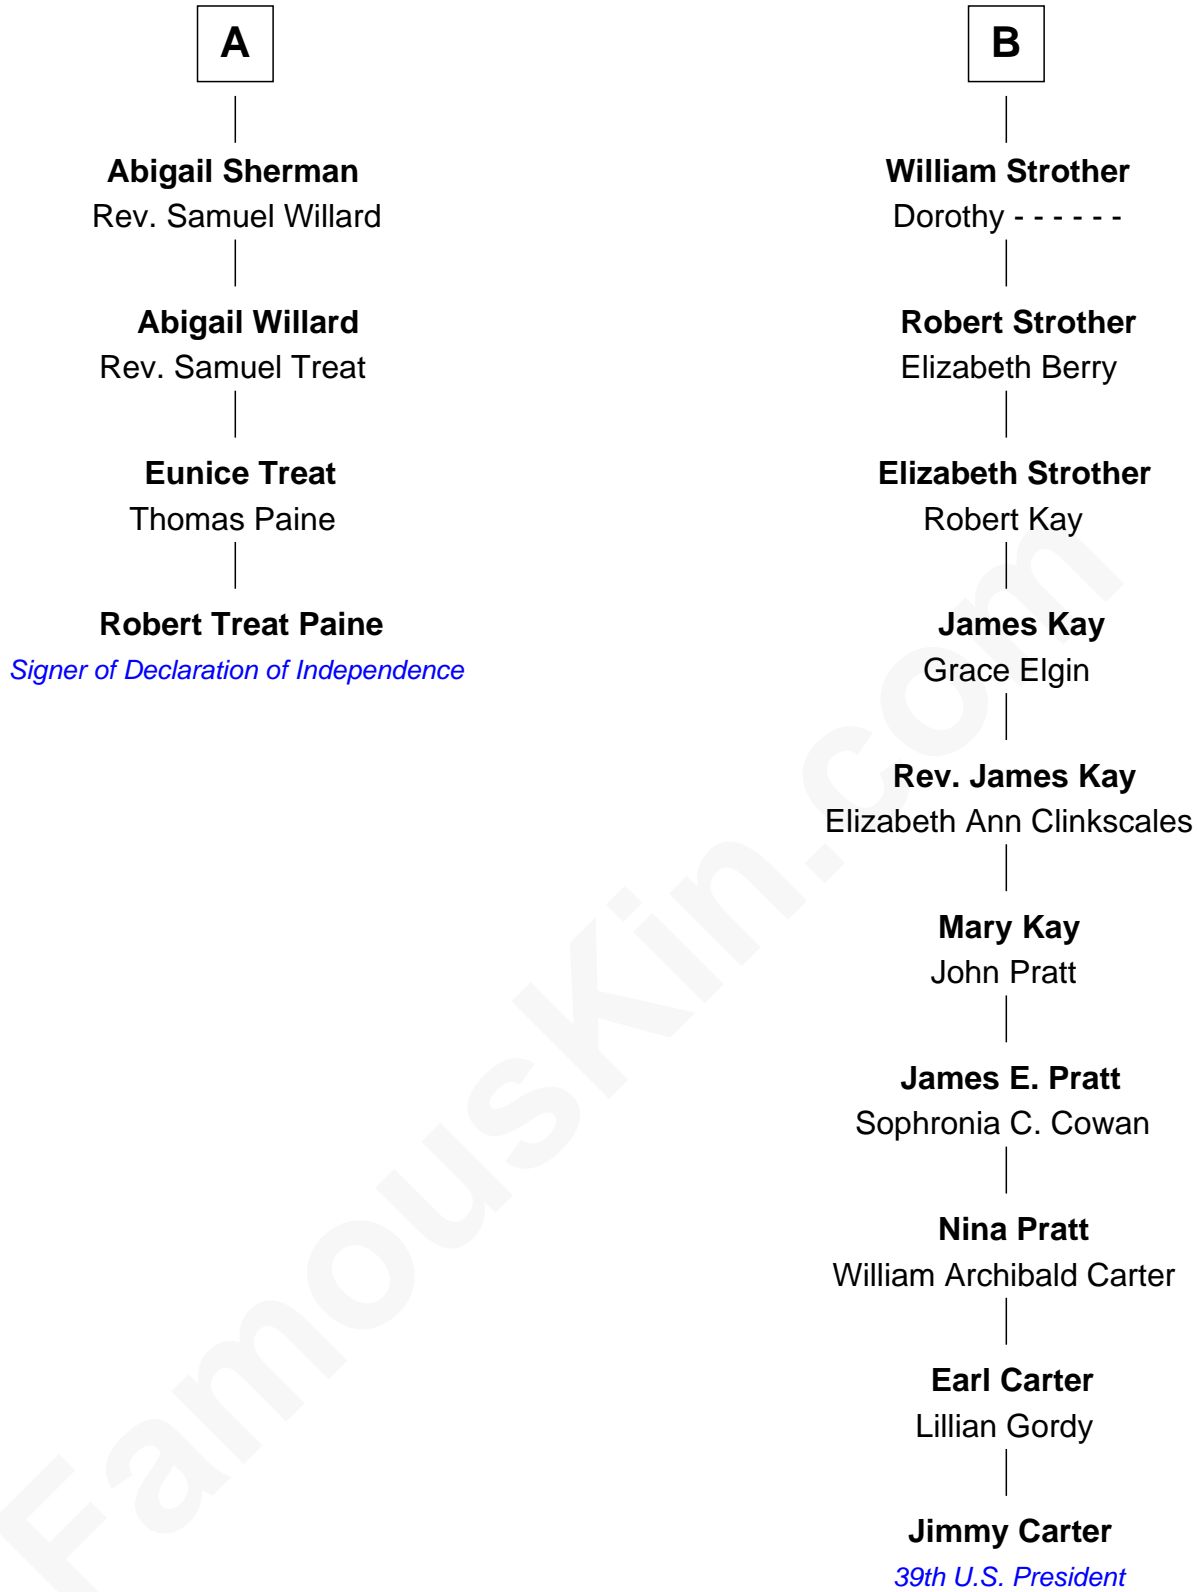 A
Abigail Sherman
Rev. Samuel Willard
Abigail Willard
Rev. Samuel Treat
Eunice Treat
Thomas Paine
Robert Treat Paine
Signer of Declaration of Independence
B
William Strother
Dorothy - - - - - -
Robert Strother
Elizabeth Berry
Elizabeth Strother
Robert Kay
James Kay
Grace Elgin
Rev. James Kay
Elizabeth Ann Clinkscales
Mary Kay
John Pratt
James E. Pratt
Sophronia C. Cowan
Nina Pratt
William Archibald Carter
Earl Carter
Lillian Gordy
Jimmy Carter
39th U.S. President
FamousKin.com